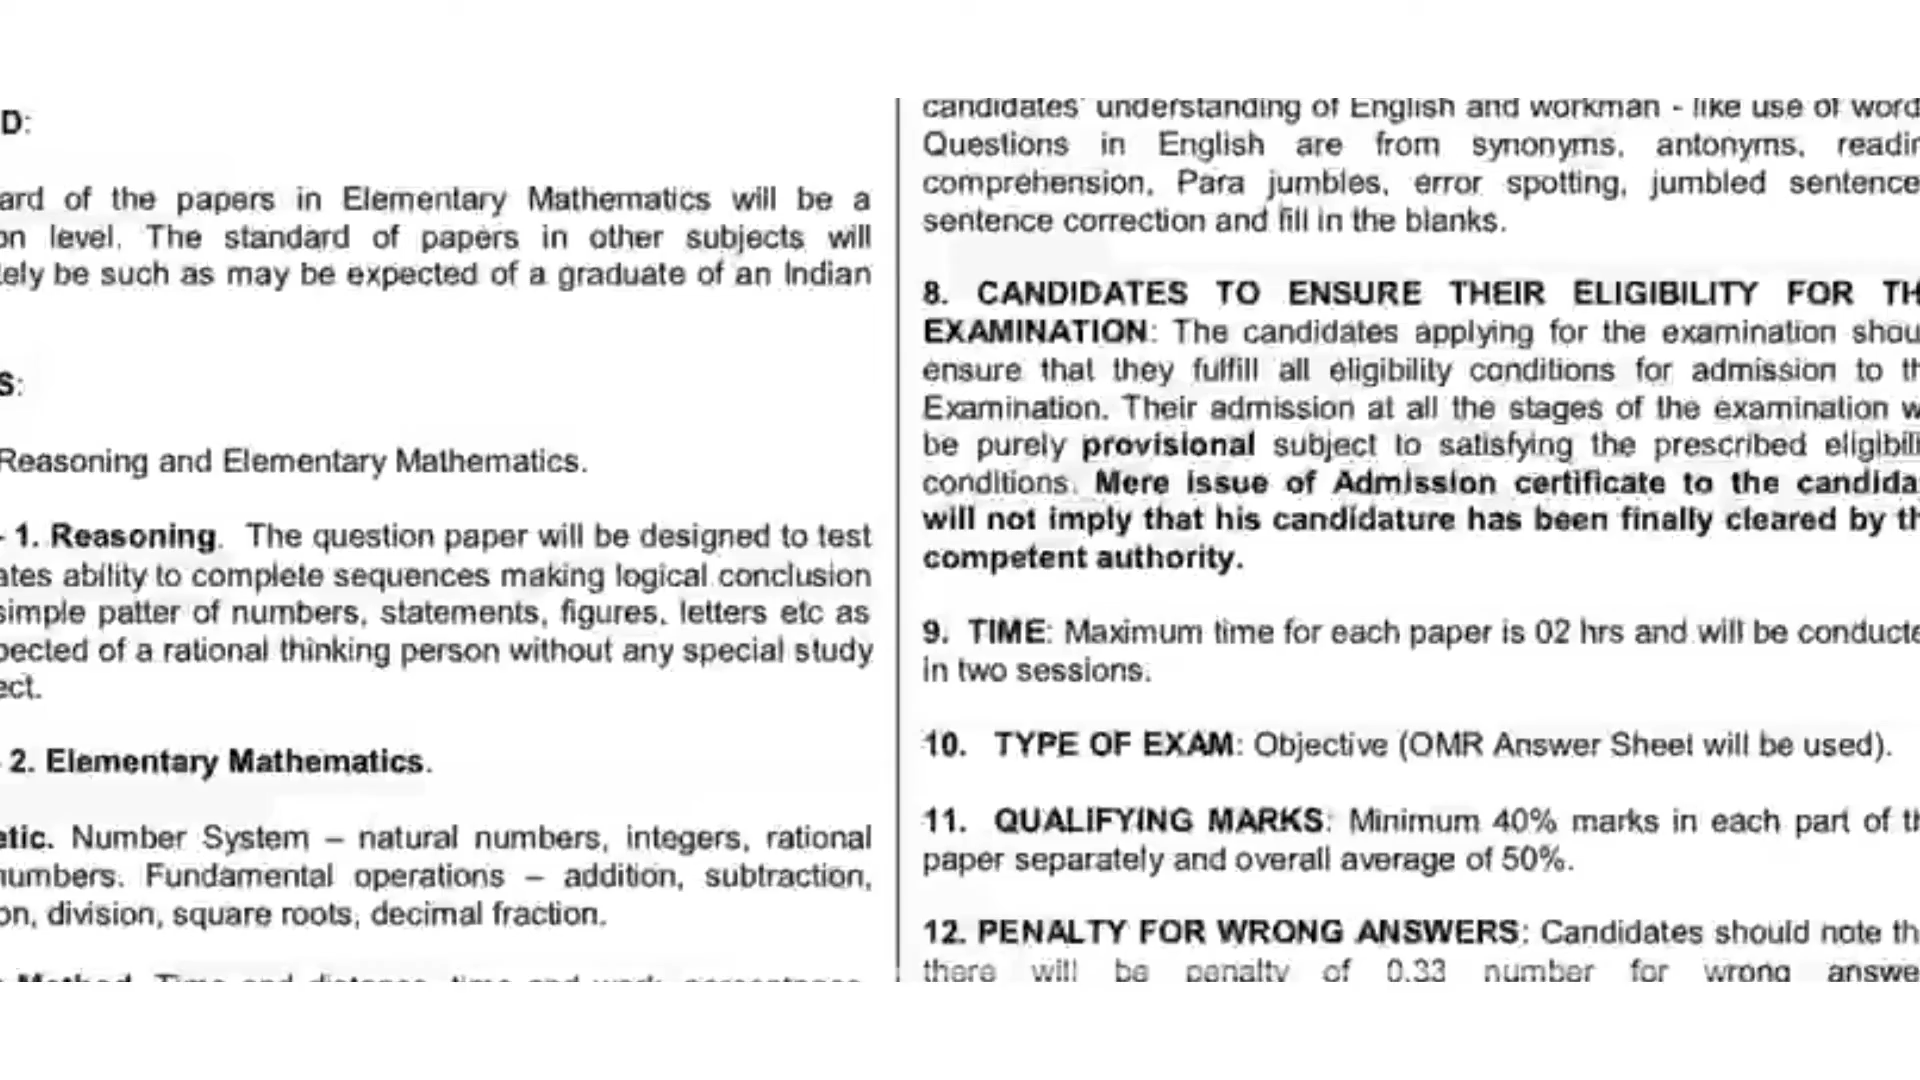 D:
ard of the papers in Elementary Mathematics will be a
on level. The standard of papers in other subjects will
ely be such as may be expected of a graduate of an Indian
S:
Reasoning and Elementary Mathematics.
- 1. Reasoning. The question paper will be designed to test
ates ability to complete sequences making logical conclusion
simple patter of numbers, statements, figures, letters etc as
pected of a rational thinking person without any special study
ect.
2. Elementary Mathematics.
etic. Number System – natural numbers, integers, rational
numbers. Fundamental operations – addition, subtraction,
on, division, square roots, decimal fraction.
Method. Time and distance, time and work, percentages,
candidates' understanding of English and workman - like use of word
Questions in English are from synonyms, antonyms, readin
comprehension, Para jumbles, error spotting, jumbled sentence
sentence correction and fill in the blanks.
8. CANDIDATES TO ENSURE THEIR ELIGIBILITY FOR TH
EXAMINATION: The candidates applying for the examination shou
ensure that they fulfill all eligibility conditions for admission to th
Examination. Their admission at all the stages of the examination w
be purely provisional subject to satisfying the prescribed eligibili
conditions. Mere issue of Admission certificate to the candida
will not imply that his candidature has been finally cleared by th
competent authority.
9. TIME: Maximum time for each paper is 02 hrs and will be conducte
in two sessions.
10. TYPE OF EXAM: Objective (OMR Answer Sheet will be used).
11. QUALIFYING MARKS: Minimum 40% marks in each part of th
paper separately and overall average of 50%.
12. PENALTY FOR WRONG ANSWERS: Candidates should note th
there will be penalty of 0.33 number for wrong answe